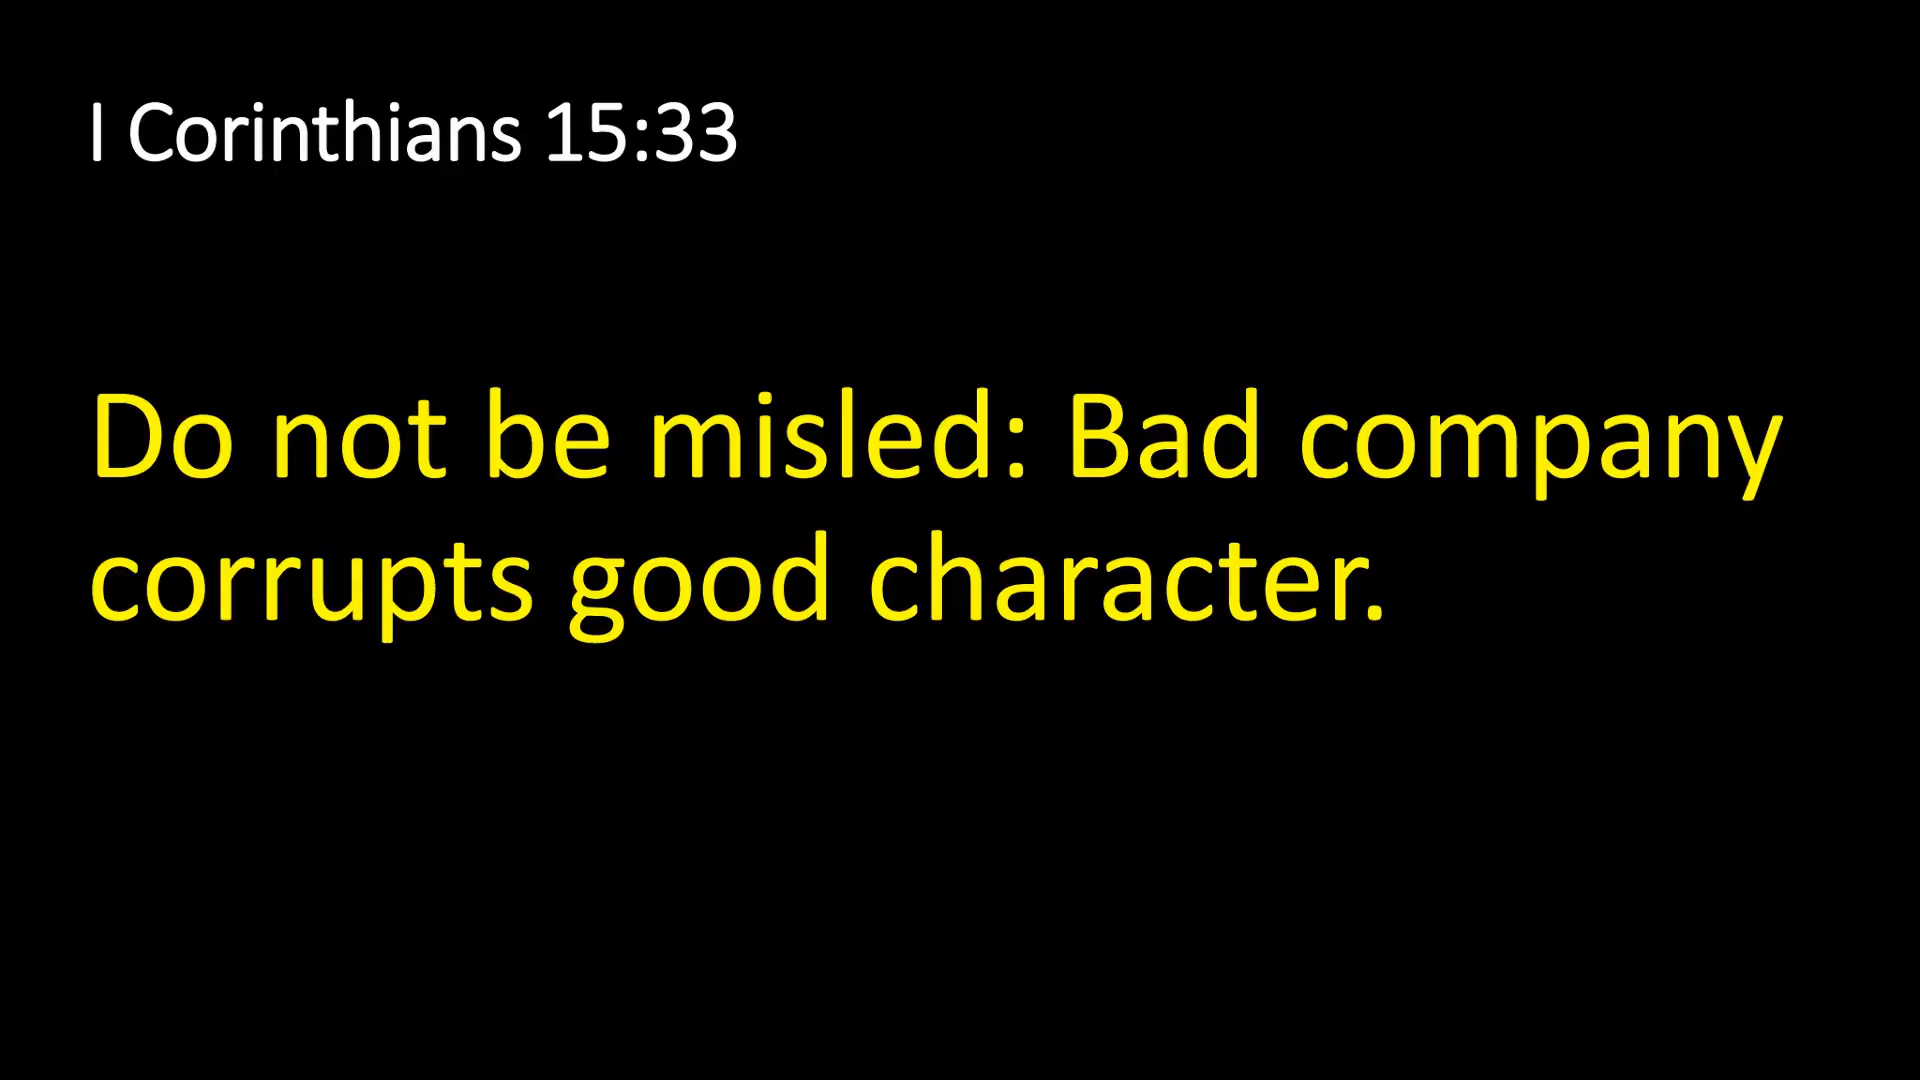 I Corinthians 15:33
Do not be misled: Bad company
corrupts good character.